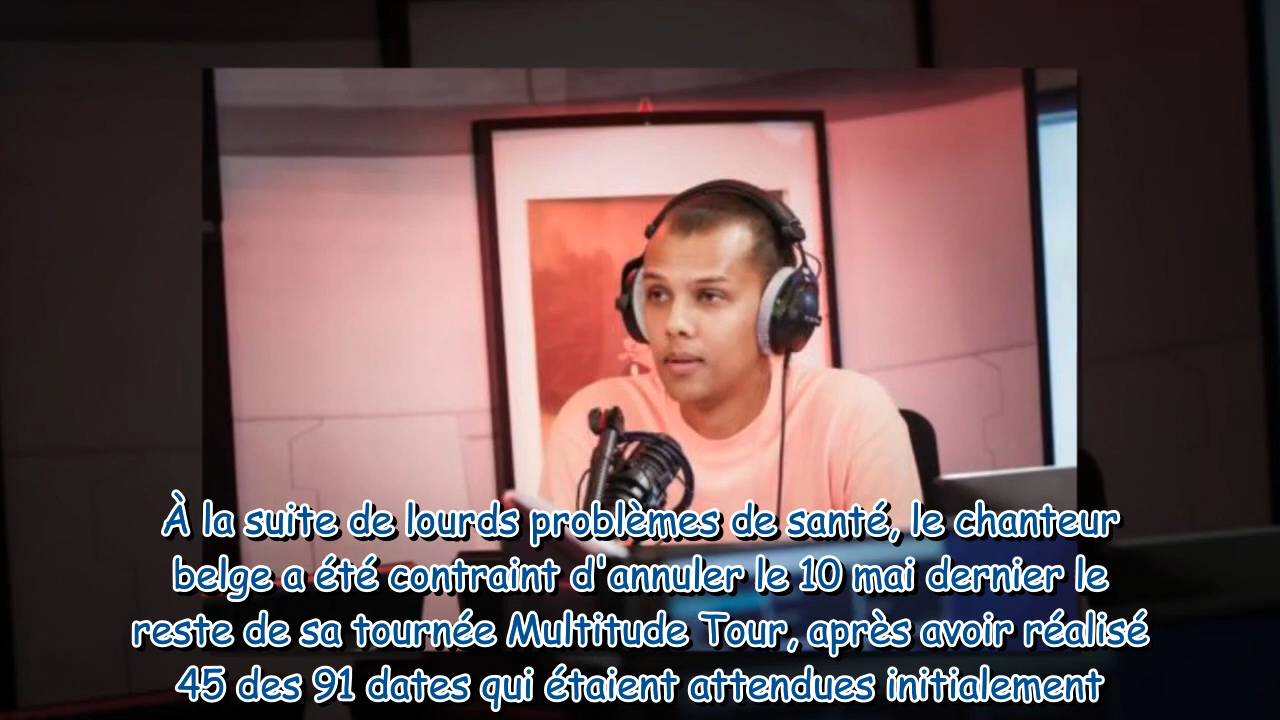 À la suite de lourds problèmes de santé, le chanteur
belge a été contraint d'annuler le 10 mai dernier le
reste de sa tournée Multitude Tour, après avoir réalisé
45 des 91 dates qui étaient attendues initialement